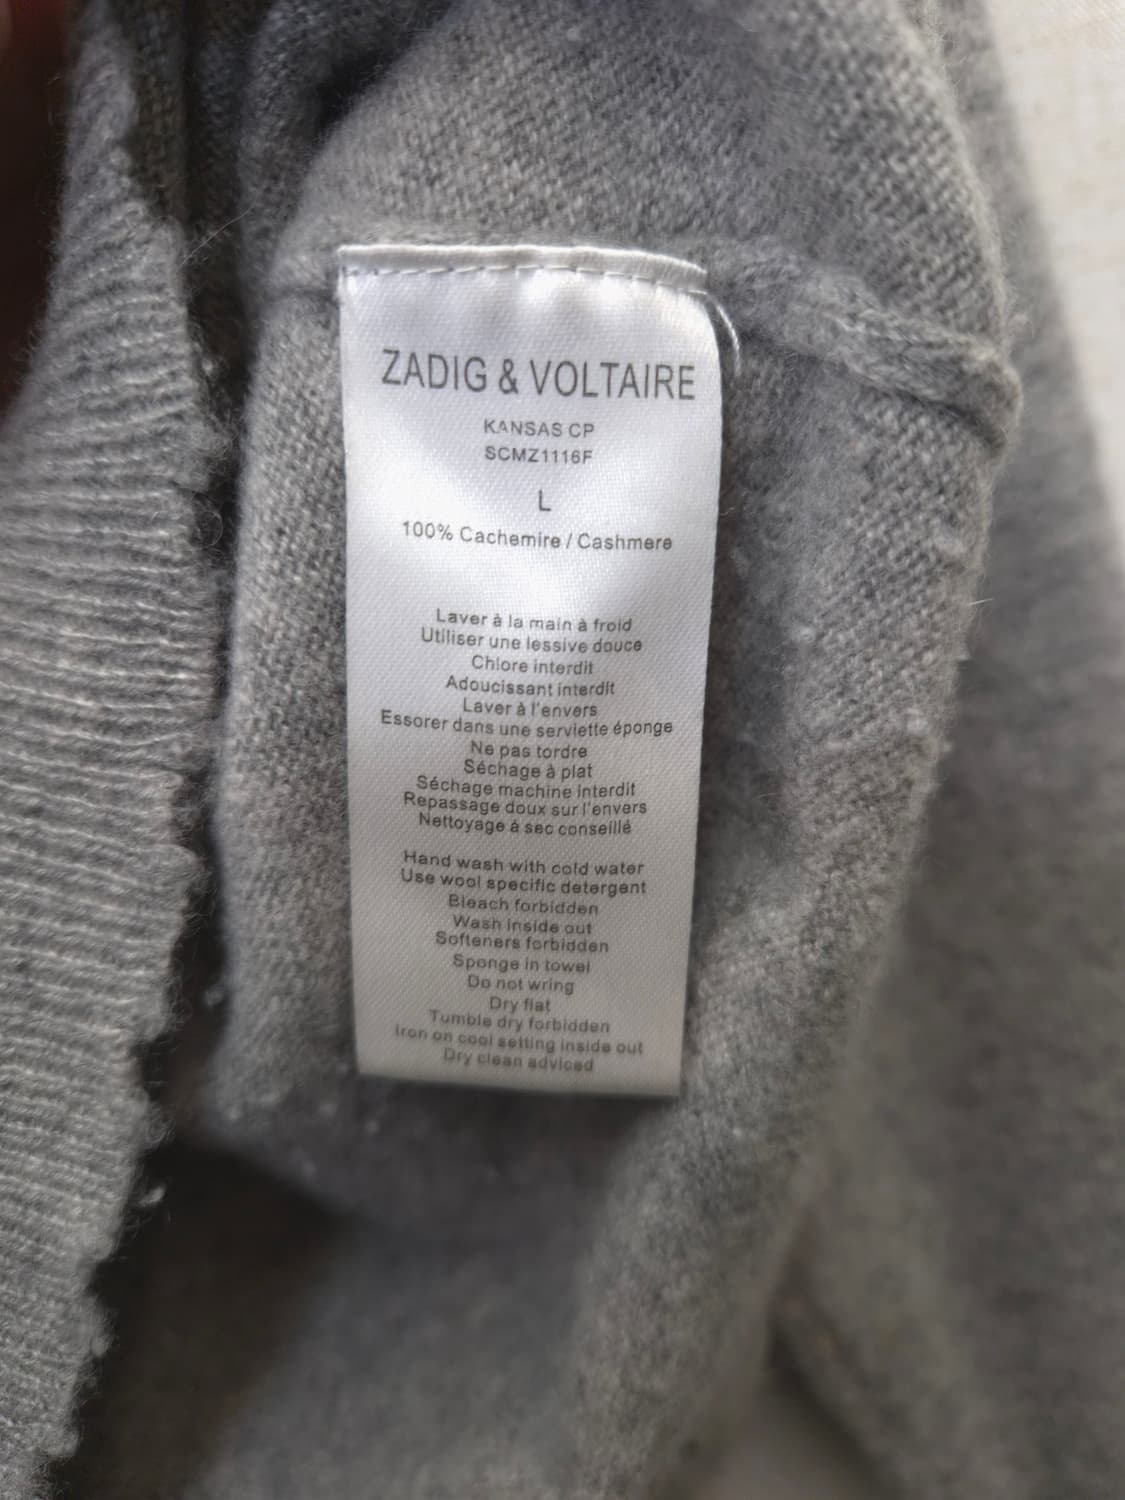 ZADIG & VOLTAIRE
KANSAS CP
SCMZ1116F
L
100% Cachemire / Cashmere
Laver à la main à froid
Utiliser une lessive douce
Chlore interdit
Adoucissant interdit
Laver à l'envers
Essorer dans une serviette éponge
Ne pas tordre
Séchage à plat
Séchage machine interdit
Repassage doux sur l'envers
Nettoyage à sec conseillé
Hand wash with cold water
Use wool specific detergent
Bleach forbidden
Wash inside out
Softeners forbidden
Sponge in towel
Do not wring
Dry flat
Tumble dry forbidden
Iron on cool setting inside out
Dry clean adviced